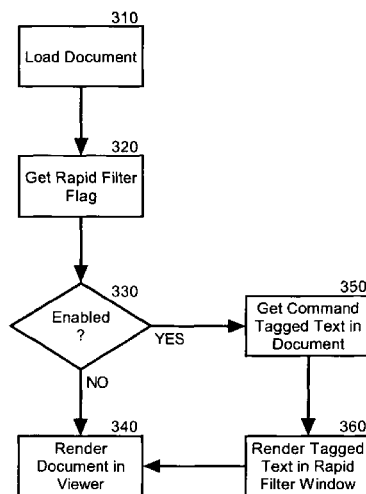 310
Load Document
320
Get Rapid Filter
Flag
330
Enabled
?
YES
NO
350
Get Command
Tagged Text in
Document
340
Render
Document in
Viewer
360
Render Tagged
Text in Rapid
Filter Window